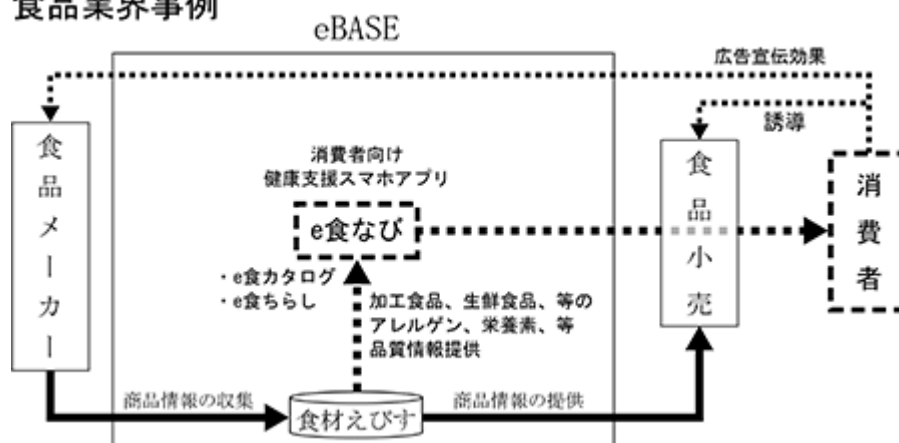 食品業界事例
eBASE
広告宣伝効果
誘導
食品メーカー
消費者向け
健康支援スマホアプリ
e食なび
食品小売
消費者
・e食カタログ
・e食ちらし
加工食品、生鮮食品、等の
アレルゲン、栄養素、等
品質情報提供
商品情報の収集
食材えびす
商品情報の提供